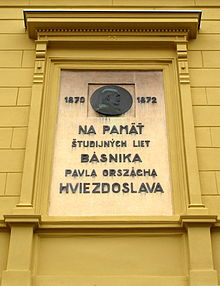 1870 1872
NA PAMÄŤ
ŠTUDIJNÝCH LIET
BÁSNIKA
PAVLA ORSZÁGHA
HVIEZDOSLAVA